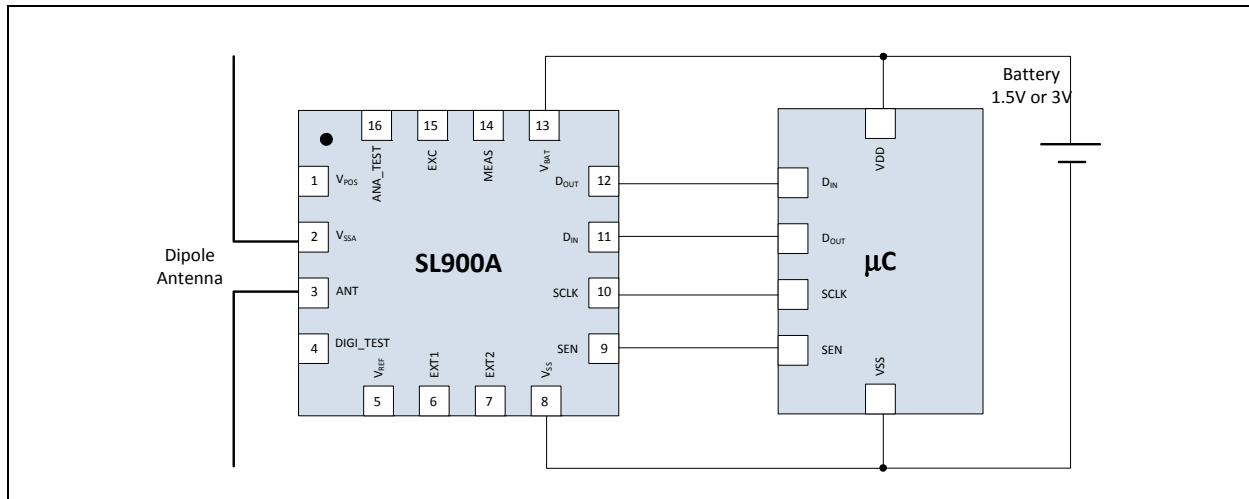 Battery
1.5V or 3V
16 15 14 13
ANA_TEST EXC MEAS VBAT
VDD
1 VPOS
DOUT 12
DIN
2 VSSA
DIN 11
DOUT
Dipole
Antenna
SL900A
µC
3 ANT
SCLK 10
SCLK
4 DIGI_TEST
SEN 9
SEN
VREF EXT1 EXT2 VSS
VSS
5 6 7 8